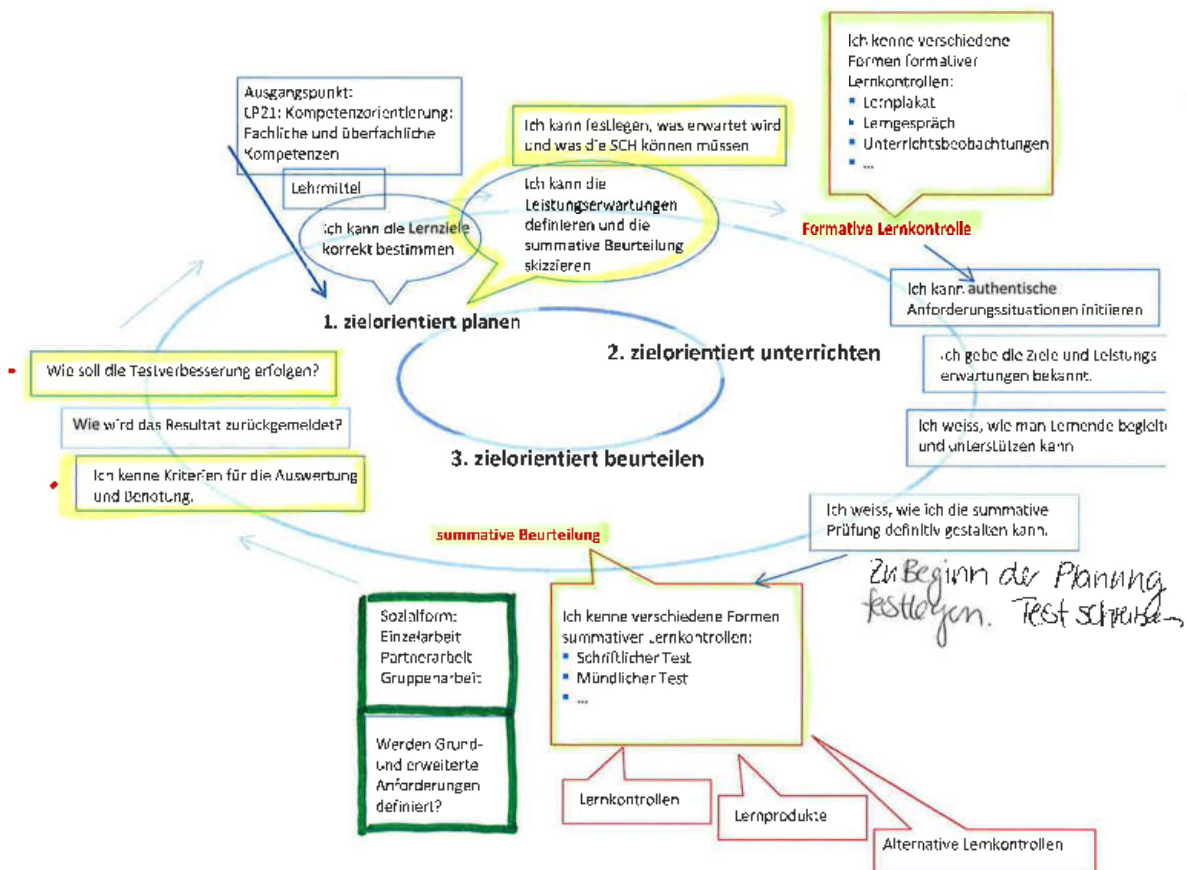 Ausgangspunkt:
LP21: Kompetenzorientierung:
Fachliche und überfachliche
Kompetenzen
Lehrmittel
Ich kann die Lernziele
korrekt bestimmen
Ich kann festlegen, was erwartet wird
und was die SCH können müssen
Ich kann die
Leistungserwartungen
definieren und die
summative Beurteilung
skizzieren
Ich kenne verschiedene
Formen formativer
Lernkontrollen:
▪ Lernplakat
▪ Lerngespräch
▪ Unterrichtsbeobachtungen
▪ ...
Formative Lernkontrolle
1. zielorientiert planen
2. zielorientiert unterrichten
3. zielorientiert beurteilen
Ich kann authentische
Anforderungssituationen initiieren
Ich gebe die Ziele und Leistungs
erwartungen bekannt.
Ich weiss, wie man Lernende begleite
und unterstützen kann
Ich weiss, wie ich die summative
Prüfung definitiv gestalten kann.
Zu Beginn der Planung
festlegen. Test schreiben
Wie soll die Testverbesserung erfolgen?
Wie wird das Resultat zurückgemeldet?
Ich kenne Kriterien für die Auswertung
und Benotung.
summative Beurteilung
Ich kenne verschiedene Formen
summativer Lernkontrollen:
▪ Schriftlicher Test
▪ Mündlicher Test
▪ ...
Sozialform:
Einzelarbeit
Partnerarbeit
Gruppenarbeit
Werden Grund-
und erweiterte
Anforderungen
definiert?
Lernkontrollen
Lernprodukte
Alternative Lernkontrollen